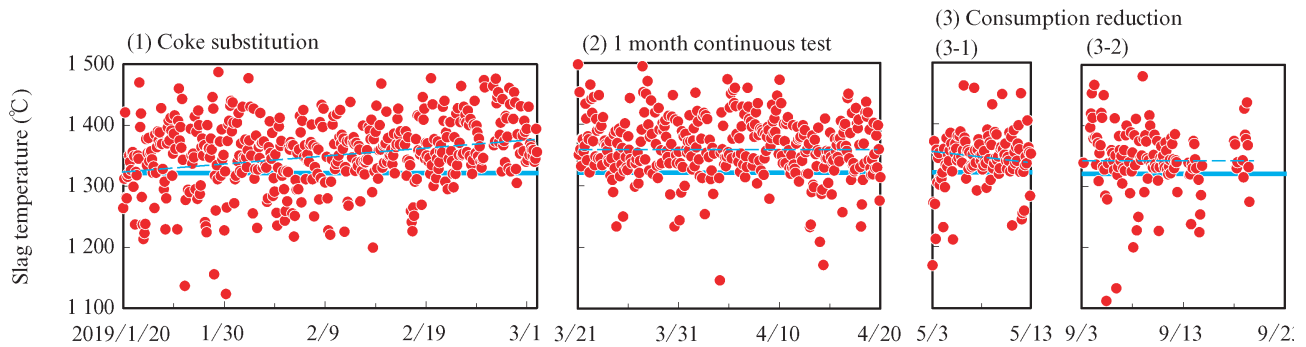 (3) Consumption reduction
(1) Coke substitution
(2) 1 month continuous test
(3-1)
(3-2)
Slag temperature (℃)
1 500
1 400
1 300
1 200
1 100
2019/1/20 1/30 2/9 2/19 3/1 3/21 3/31 4/10 4/20 5/3 5/13 9/3 9/13 9/23